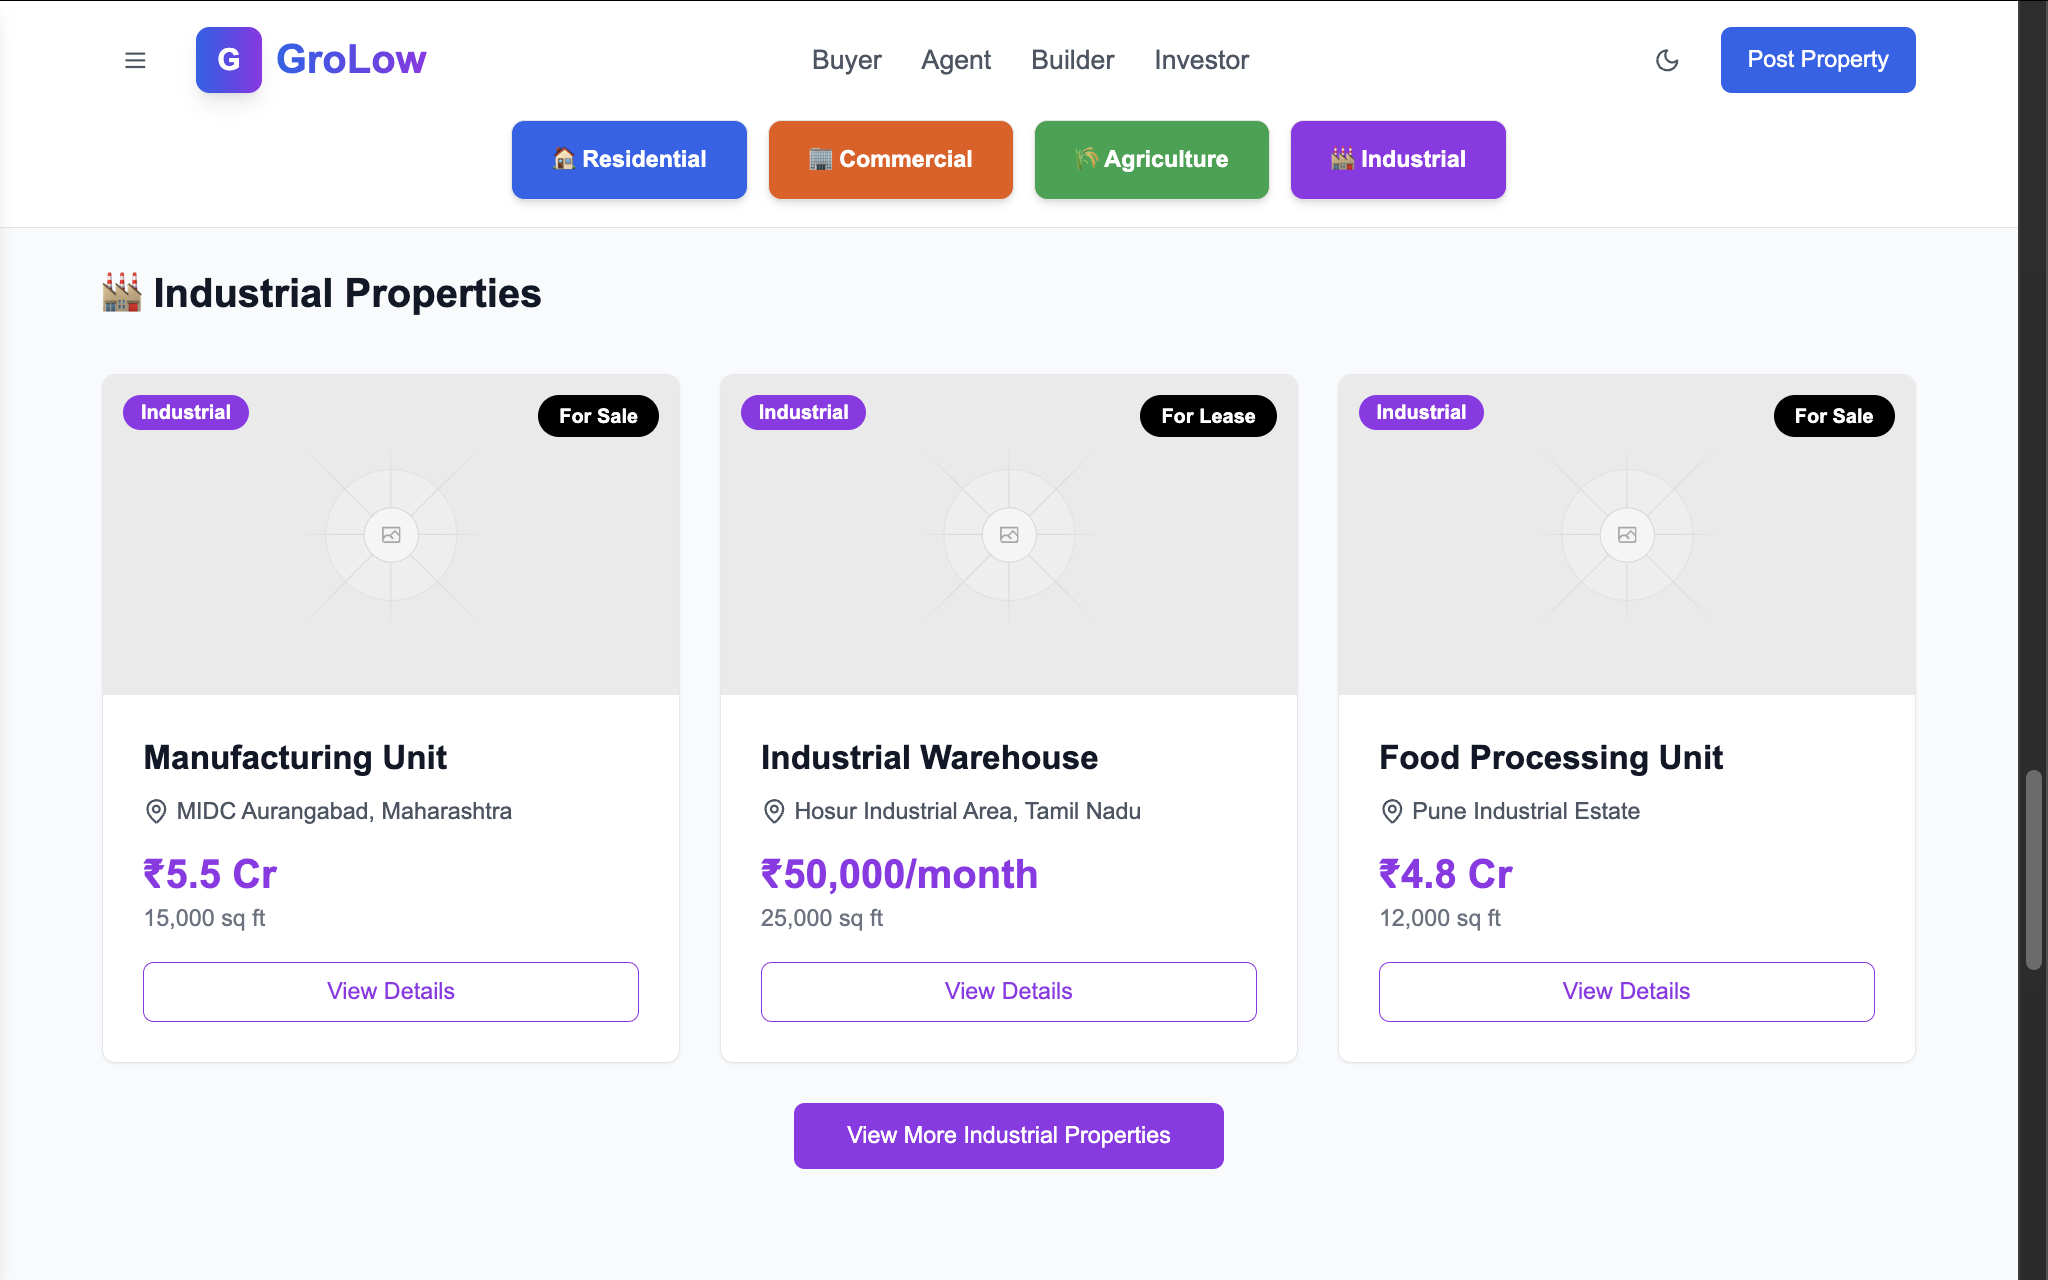 G GroLow
Buyer Agent Builder Investor
Post Property
Residential
Commercial
Agriculture
Industrial
Industrial Properties
Industrial
For Sale
Manufacturing Unit
MIDC Aurangabad, Maharashtra
₹5.5 Cr
15,000 sq ft
View Details
Industrial
For Lease
Industrial Warehouse
Hosur Industrial Area, Tamil Nadu
₹50,000/month
25,000 sq ft
View Details
Industrial
For Sale
Food Processing Unit
Pune Industrial Estate
₹4.8 Cr
12,000 sq ft
View Details
View More Industrial Properties